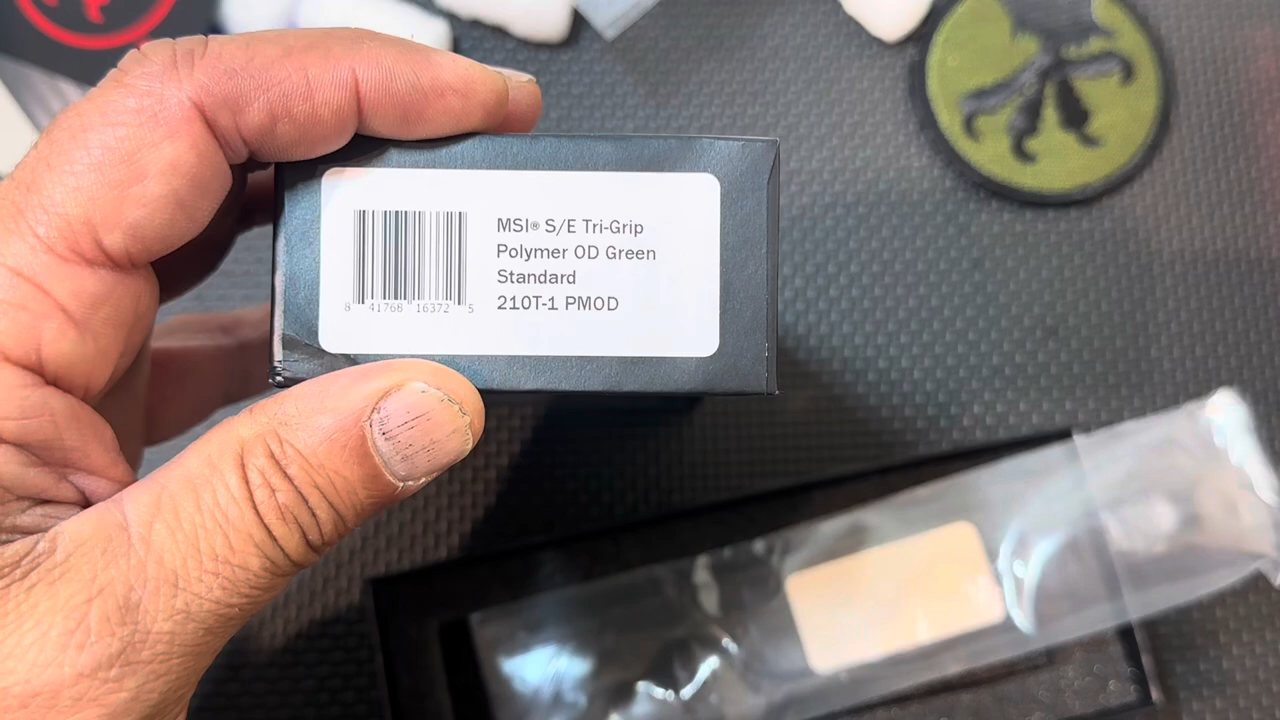 MSI® S/E Tri-Grip
Polymer OD Green
Standard
210T-1 PMOD
8 41768 16372 5